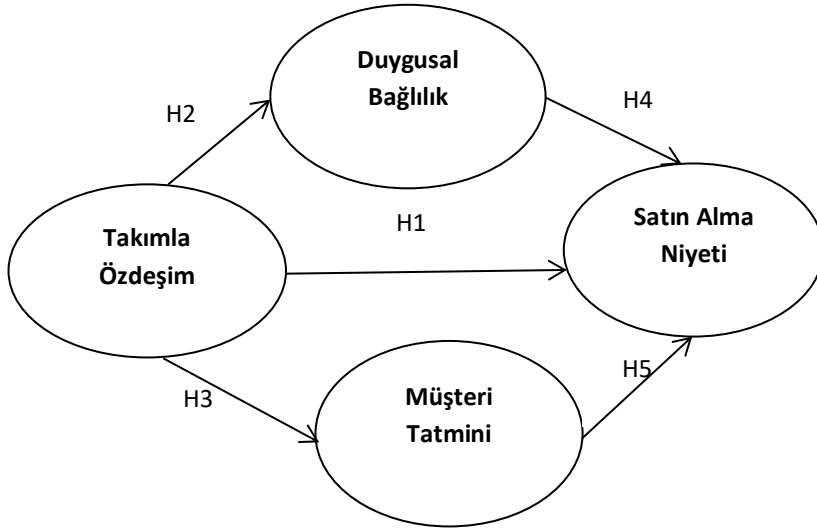 Duygusal
Bağlılık
H2
H4
H1
Takımla
Özdeşim
Satın Alma
Niyeti
H3
H5
Müşteri
Tatmini